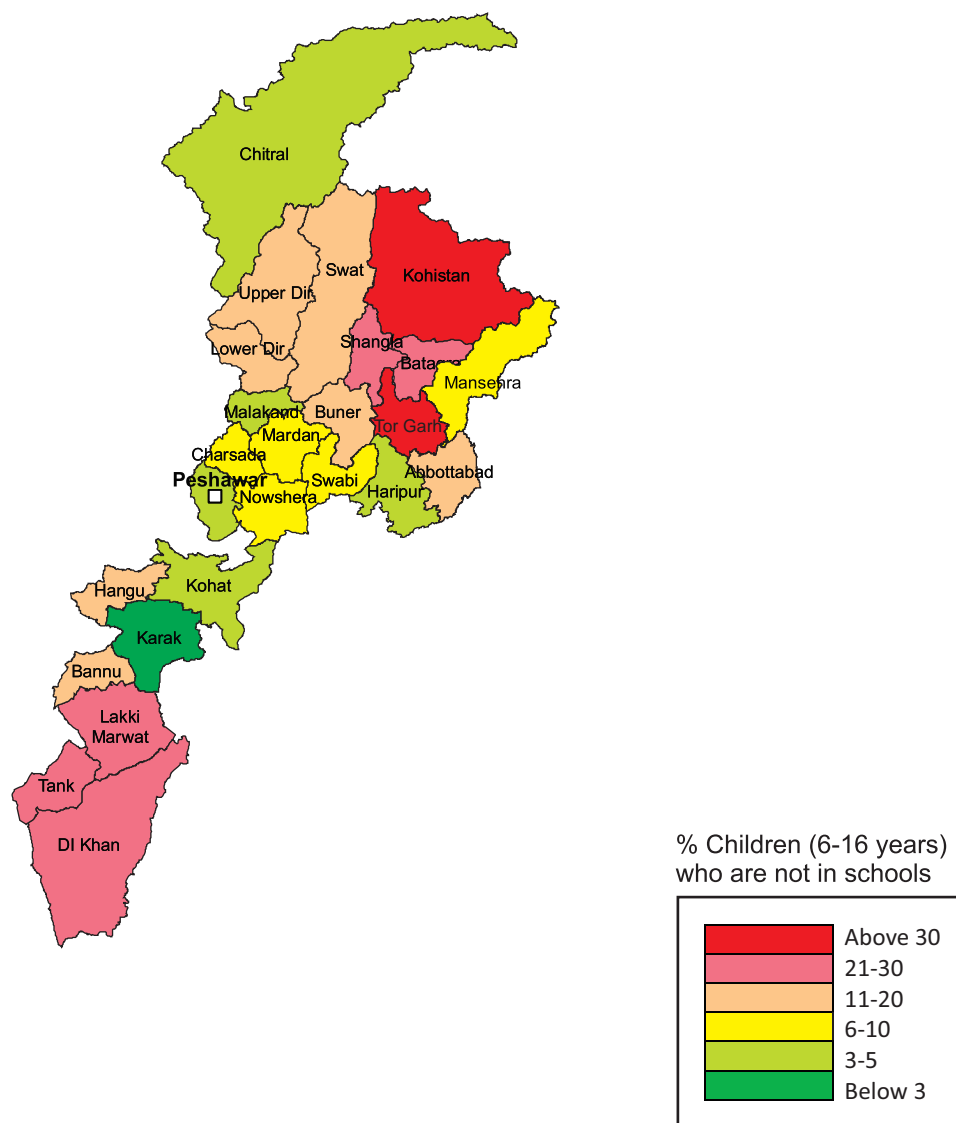 Chitral
Swat
Kohistan
Upper Dir
Shangla
Lower Dir
Mansehra
Malakand
Buner
Tor Garh
Mardan
Charsada
Abbottabad
Peshawar
Swabi
Haripur
Nowshera
Kohat
Hangu
Karak
Bannu
Lakki
Marwat
Tank
DI Khan
% Children (6-16 years)
who are not in schools
Above 30
21-30
11-20
6-10
3-5
Below 3